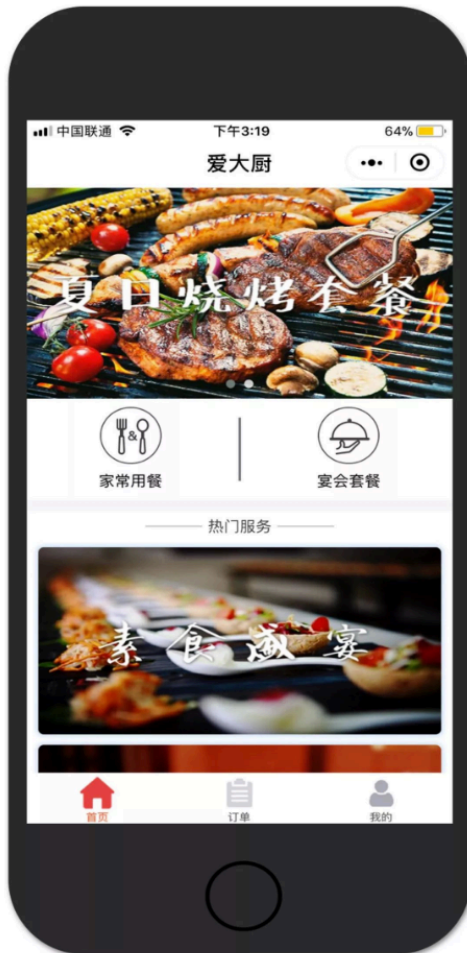 中国联通
下午3:19
64%
爱大厨
夏日烧烤套餐
&
家常用餐
宴会套餐
热门服务
素食盛宴
首页
订单
我的